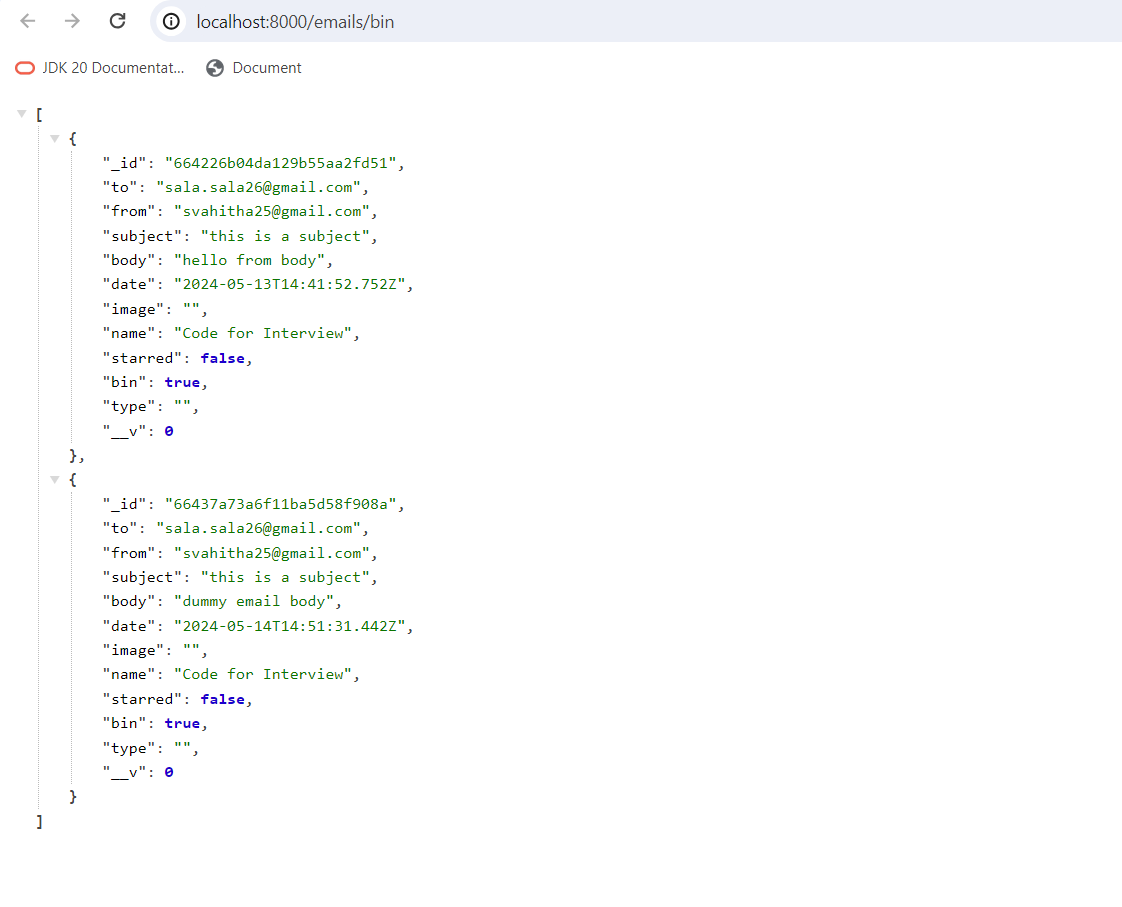 localhost:8000/emails/bin
JDK 20 Documentat... Document
[
{
"_id": "664226b04da129b55aa2fd51",
"to": "sala.sala26@gmail.com",
"from": "svahitha25@gmail.com",
"subject": "this is a subject",
"body": "hello from body",
"date": "2024-05-13T14:41:52.752Z",
"image": "",
"name": "Code for Interview",
"starred": false,
"bin": true,
"type": "",
"__v": 0
},
{
"_id": "66437a73a6f11ba5d58f908a",
"to": "sala.sala26@gmail.com",
"from": "svahitha25@gmail.com",
"subject": "this is a subject",
"body": "dummy email body",
"date": "2024-05-14T14:51:31.442Z",
"image": "",
"name": "Code for Interview",
"starred": false,
"bin": true,
"type": "",
"__v": 0
}
]